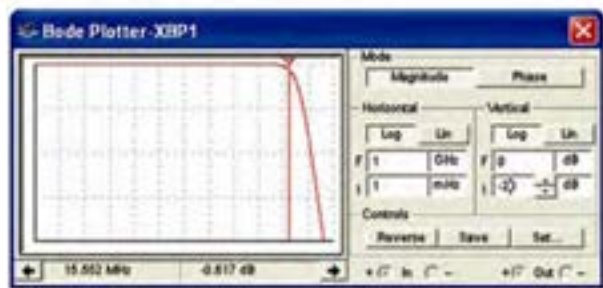 Bode Plotter-XBP1
Mode
Magnitude Phase
Horizontal Vertical
Log Lin Log Lin
F 1 GHz F 0 dB
I 1 mHz I dB
Controls
Reverse Save Set...
15.552 MHz -0.617 dB
+ In - + Out -